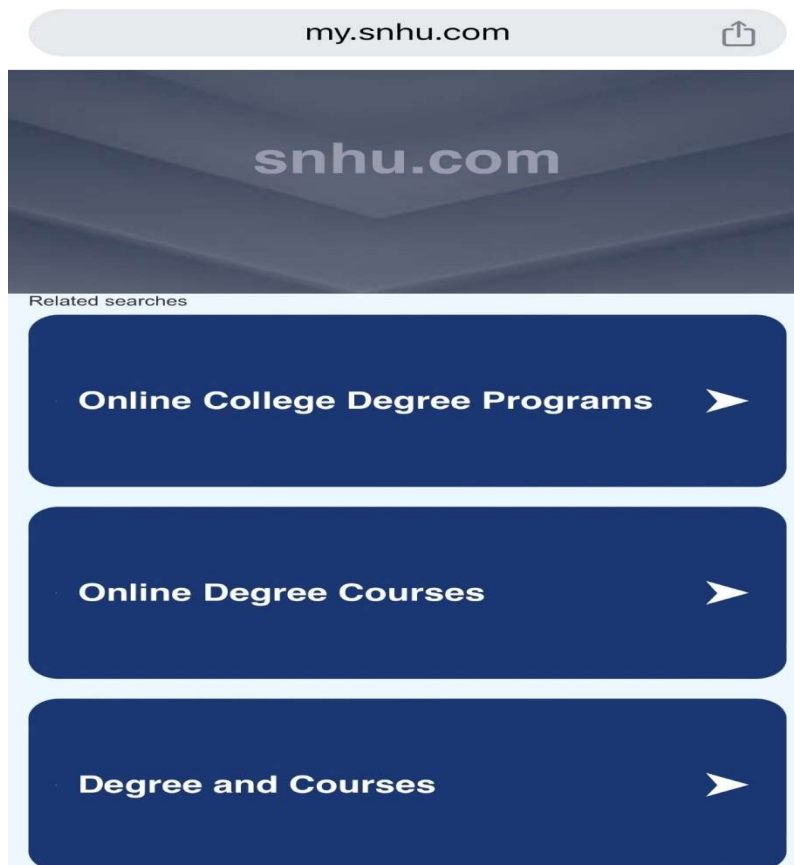 my.snhu.com
snhu.com
Related searches
Online College Degree Programs
Online Degree Courses
Degree and Courses